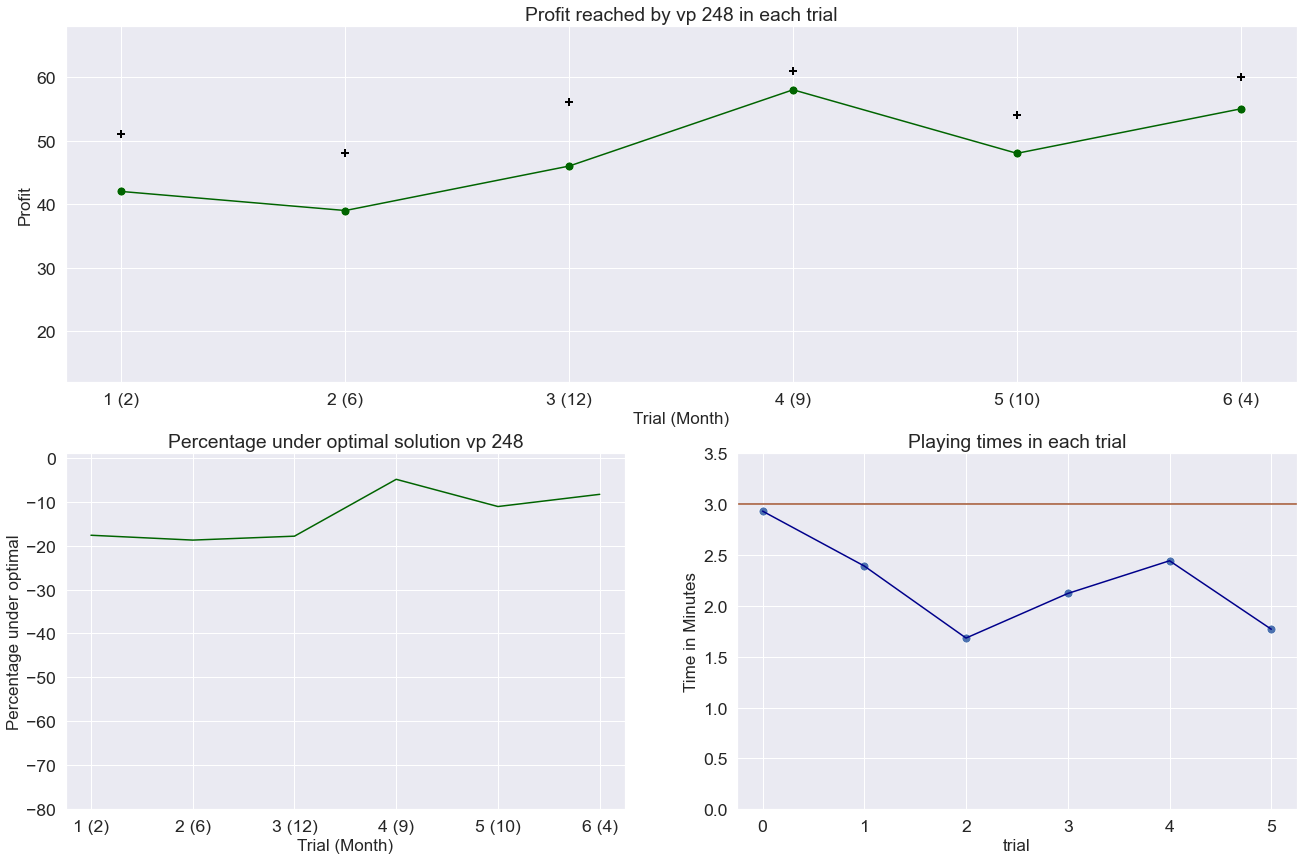 Profit reached by vp 248 in each trial
Profit
60
50
40
30
20
1 (2) 2 (6) 3 (12) 4 (9) 5 (10) 6 (4)
Trial (Month)
Percentage under optimal solution vp 248
Percentage under optimal
0
−10
−20
−30
−40
−50
−60
−70
−80
1 (2) 2 (6) 3 (12) 4 (9) 5 (10) 6 (4)
Trial (Month)
Playing times in each trial
Time in Minutes
3.5
3.0
2.5
2.0
1.5
1.0
0.5
0.0
0 1 2 3 4 5
trial